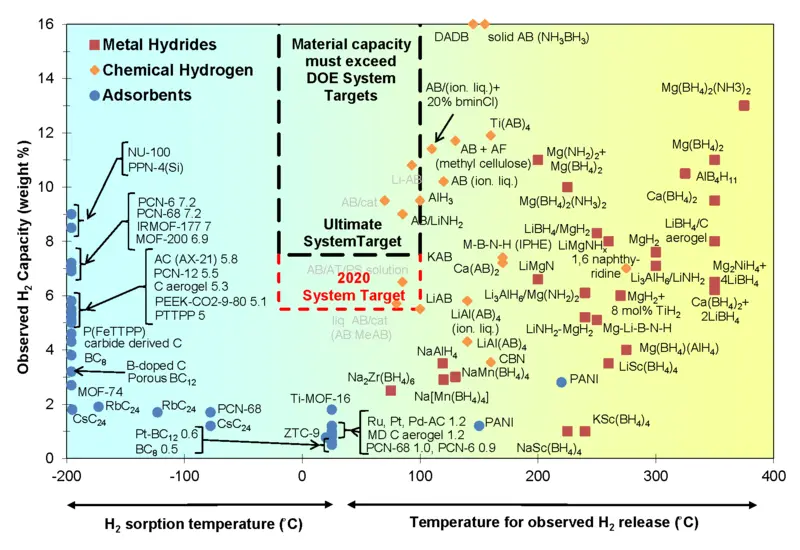 Observed H2 Capacity (weight %)
16
14
12
10
8
6
4
2
0
-200
-100
0
100
200
300
400
H2 sorption temperature (°C)
Temperature for observed H2 release (°C)
Metal Hydrides
Chemical Hydrogen
Adsorbents
Material capacity
must exceed
DOE System
Targets
Ultimate
SystemTarget
2020
System Target
NU-100
PPN-4(Si)
PCN-6 7.2
PCN-68 7.2
IRMOF-177 7
MOF-200 6.9
AC (AX-21) 5.8
PCN-12 5.5
C aerogel 5.3
PEEK-CO2-9-80 5.1
PTTPP 5
P(FeTTPP)
carbide derived C
BC8
B-doped C
Porous BC12
MOF-74
CsC24
RbC24
RbC24
PCN-68
CsC24
Pt-BC12 0.6
BC8 0.5
Ti-MOF-16
ZTC-9
Ru, Pt, Pd-AC 1.2
MD C aerogel 1.2
PCN-68 1.0, PCN-6 0.9
DADB
solid AB (NH3BH3)
AB/(ion. liq.)+
20% bminCl)
Ti(AB)4
AB + AF
(methyl cellulose)
Li-AB
AB (ion. liq.)
AB/cat
AlH3
AB/LiNH2
KAB
AB/AT/PS solution
LiAB
liq AB/cat
(AB MeAB)
M-B-N-H (IPHE)
Ca(AB)2
LiAl(AB)4
(ion. liq.)
LiAl(AB)4
CBN
1,6 naphthy-
ridine
Mg(BH4)2(NH3)2
Mg(NH2)2+
Mg(BH4)2
Mg(BH4)2
AlB4H11
Mg(BH4)2(NH3)2
Ca(BH4)2
LiBH4/MgH2
LiMgNHx
MgH2
LiBH4/C
aerogel
LiMgN
Li3AlH6/LiNH2
Mg2NiH4+
4LiBH4
Li3AlH6/Mg(NH2)2
MgH2+
8 mol% TiH2
Ca(BH4)2+
2LiBH4
LiNH2-MgH2
Mg-Li-B-N-H
Mg(BH4)(AlH4)
LiSc(BH4)4
NaAlH4
NaMn(BH4)4
Na2Zr(BH4)6
Na[Mn(BH4)4]
PANI
PANI
KSc(BH4)4
NaSc(BH4)4